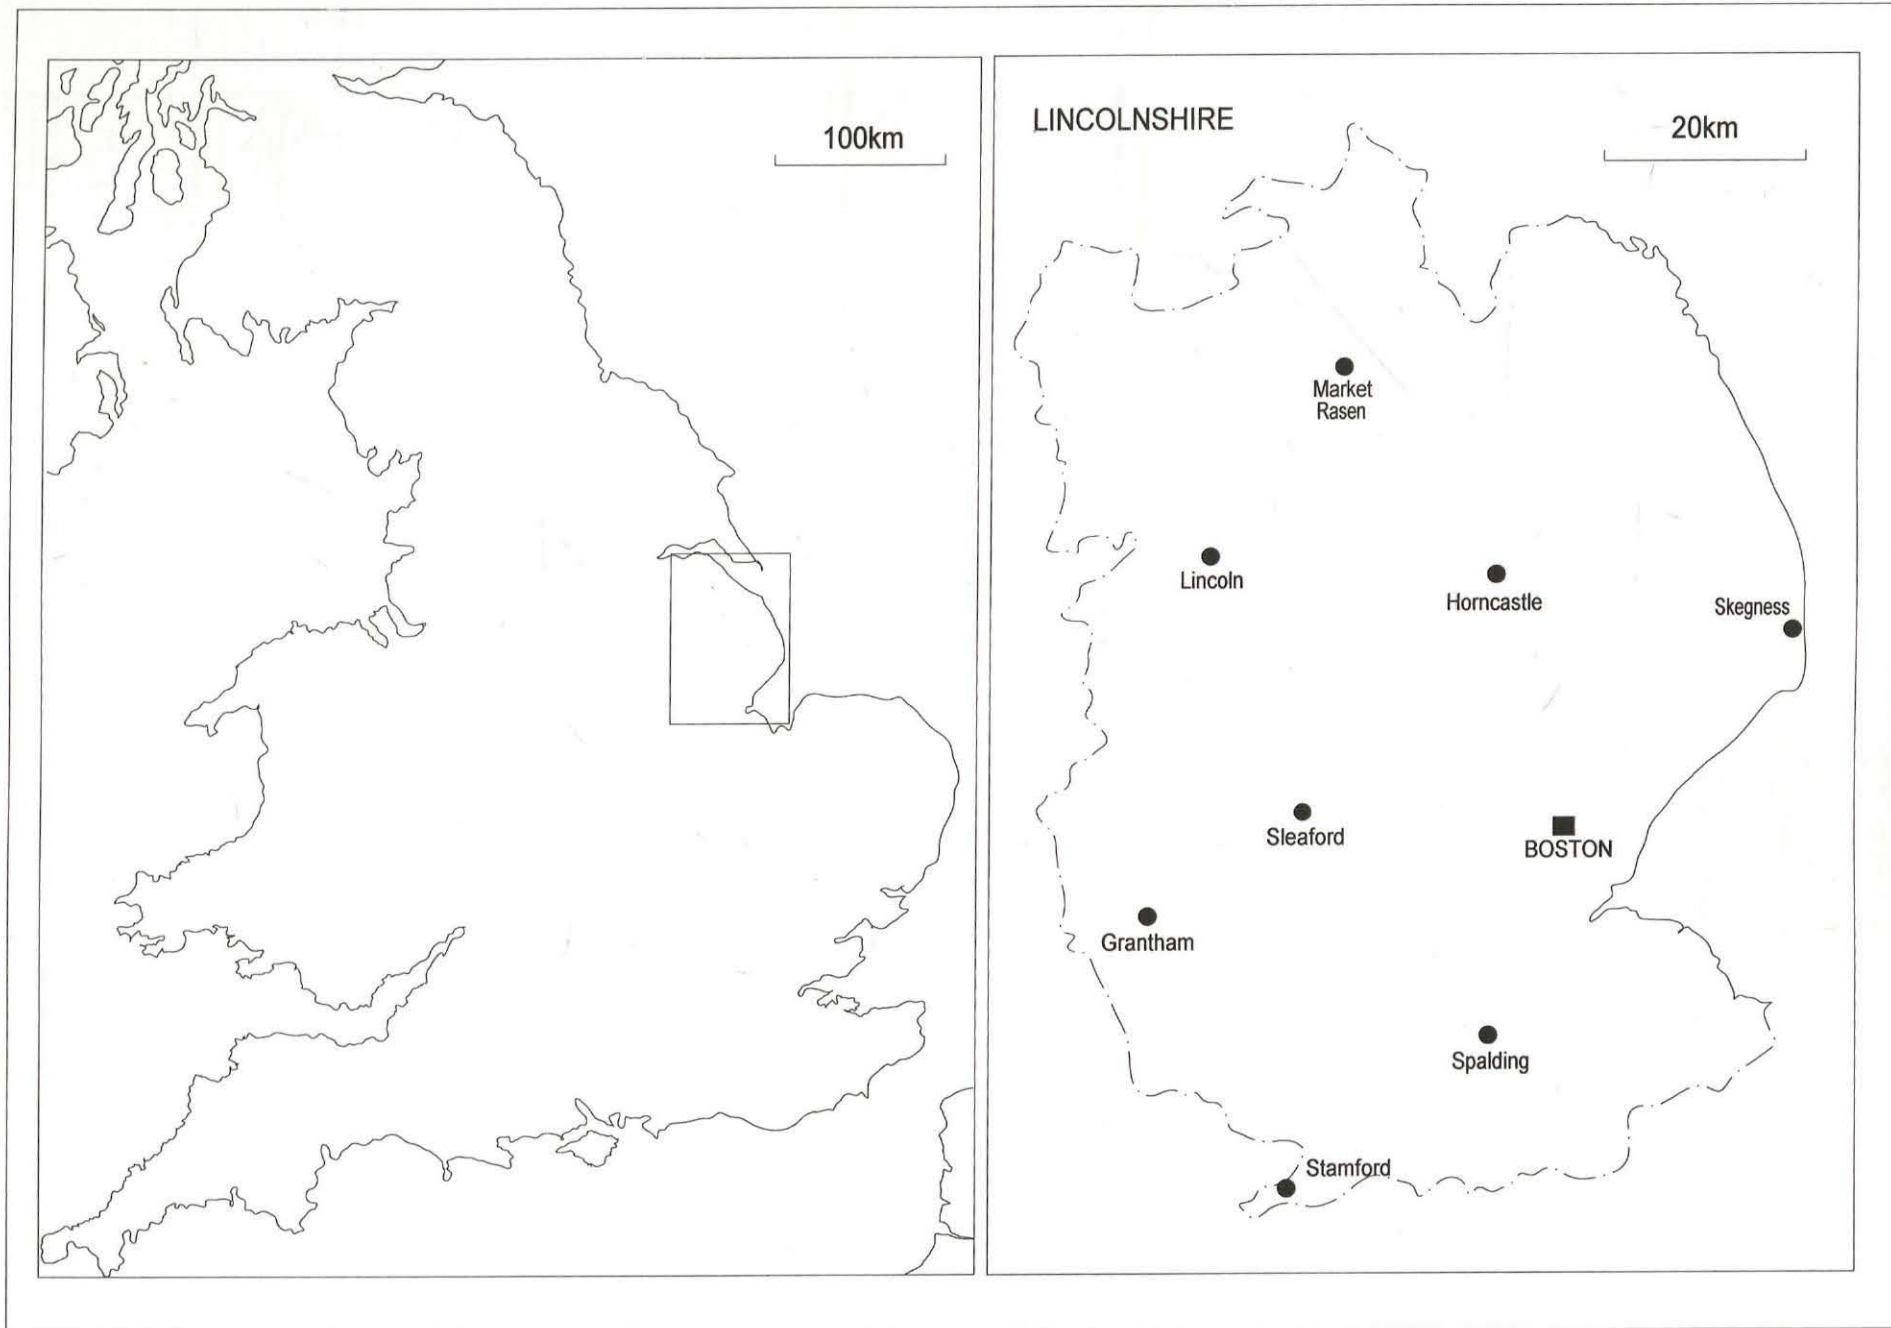 100km
LINCOLNSHIRE
20km
Market
Rasen
Lincoln
Horncastle
Skegness
Sleaford
BOSTON
Grantham
Spalding
Stamford